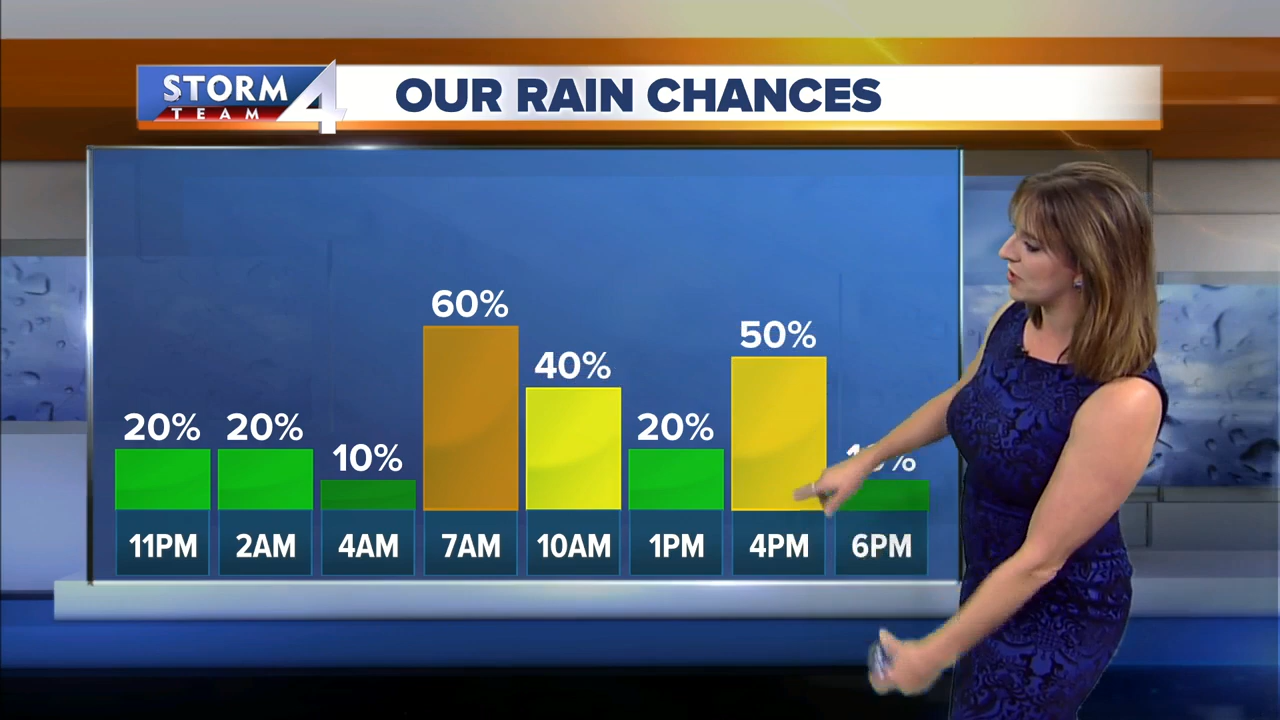 STORM
TEAM
4
OUR RAIN CHANCES
60%
50%
40%
20% 20% 10% 20%
11PM 2AM 4AM 7AM 10AM 1PM 4PM 6PM